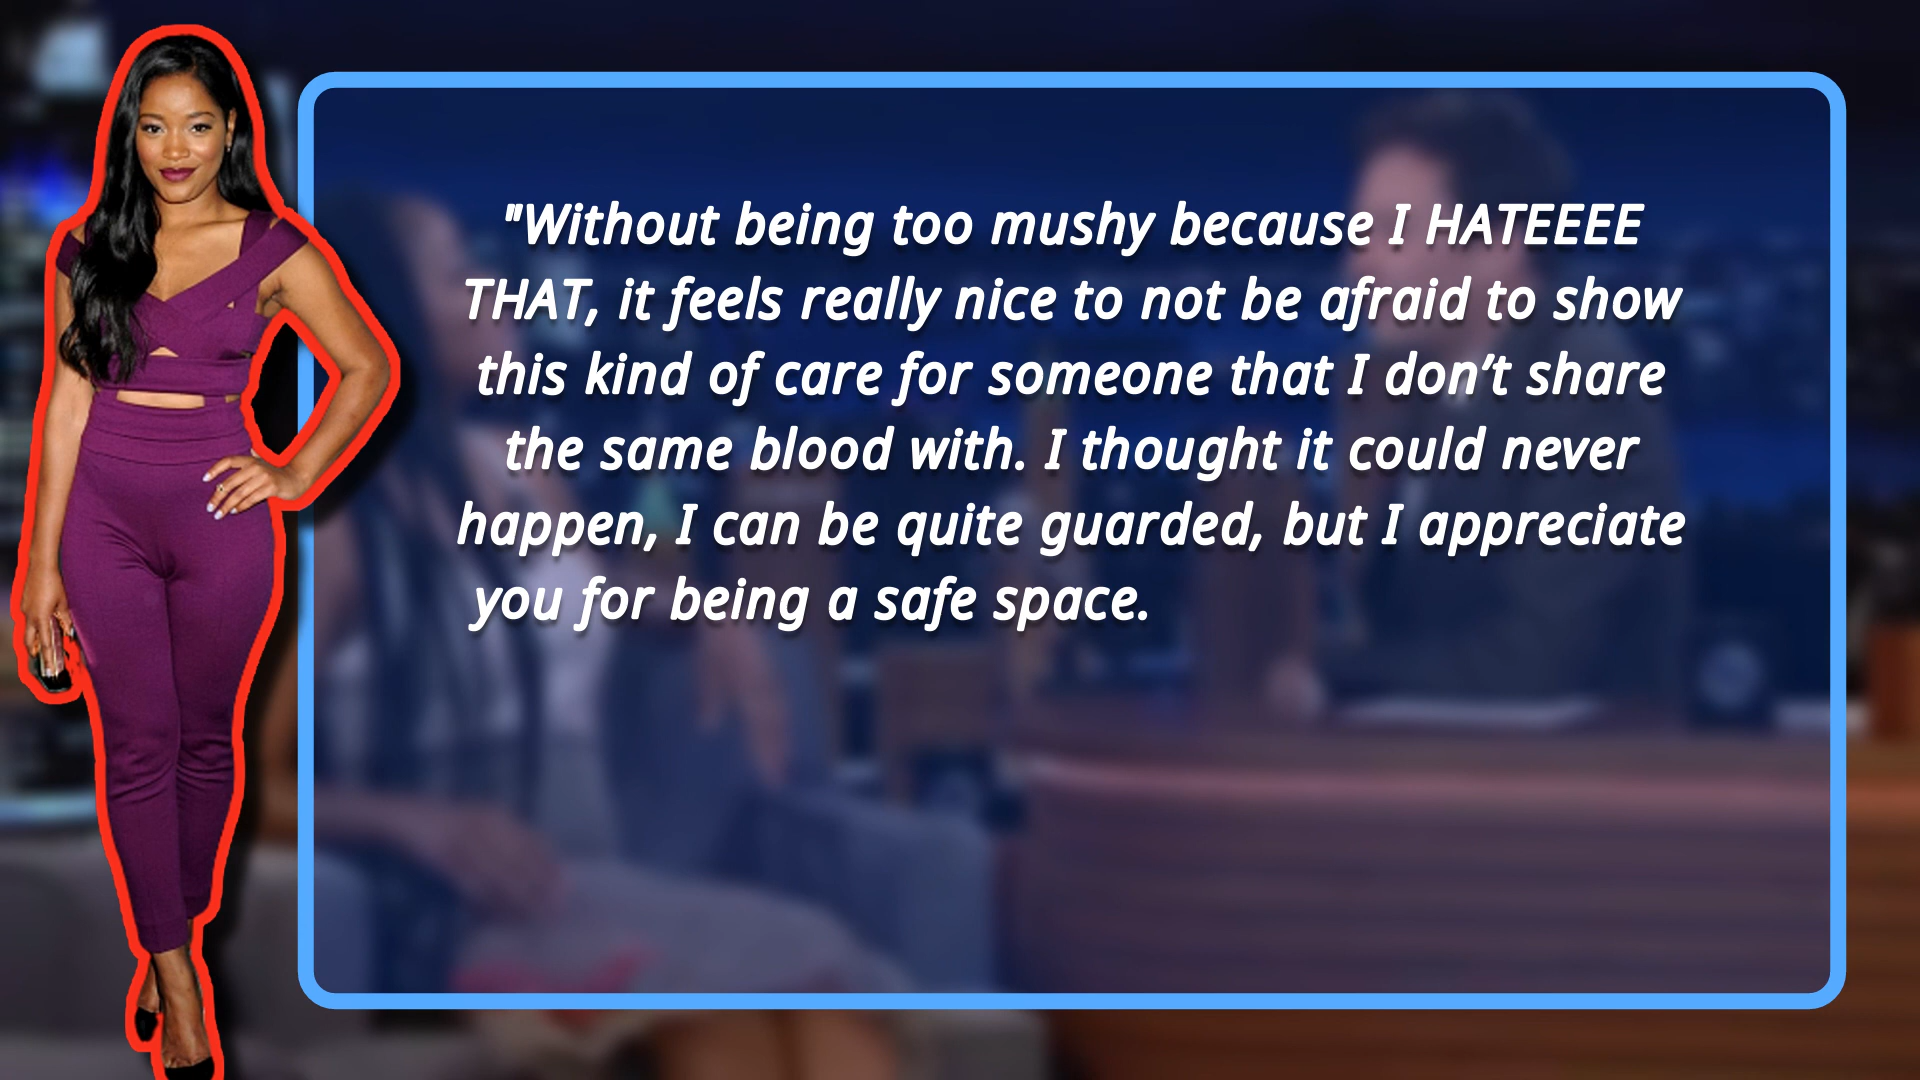 "Without being too mushy because I HATEEEE
THAT, it feels really nice to not be afraid to show
this kind of care for someone that I don’t share
the same blood with. I thought it could never
happen, I can be quite guarded, but I appreciate
you for being a safe space.